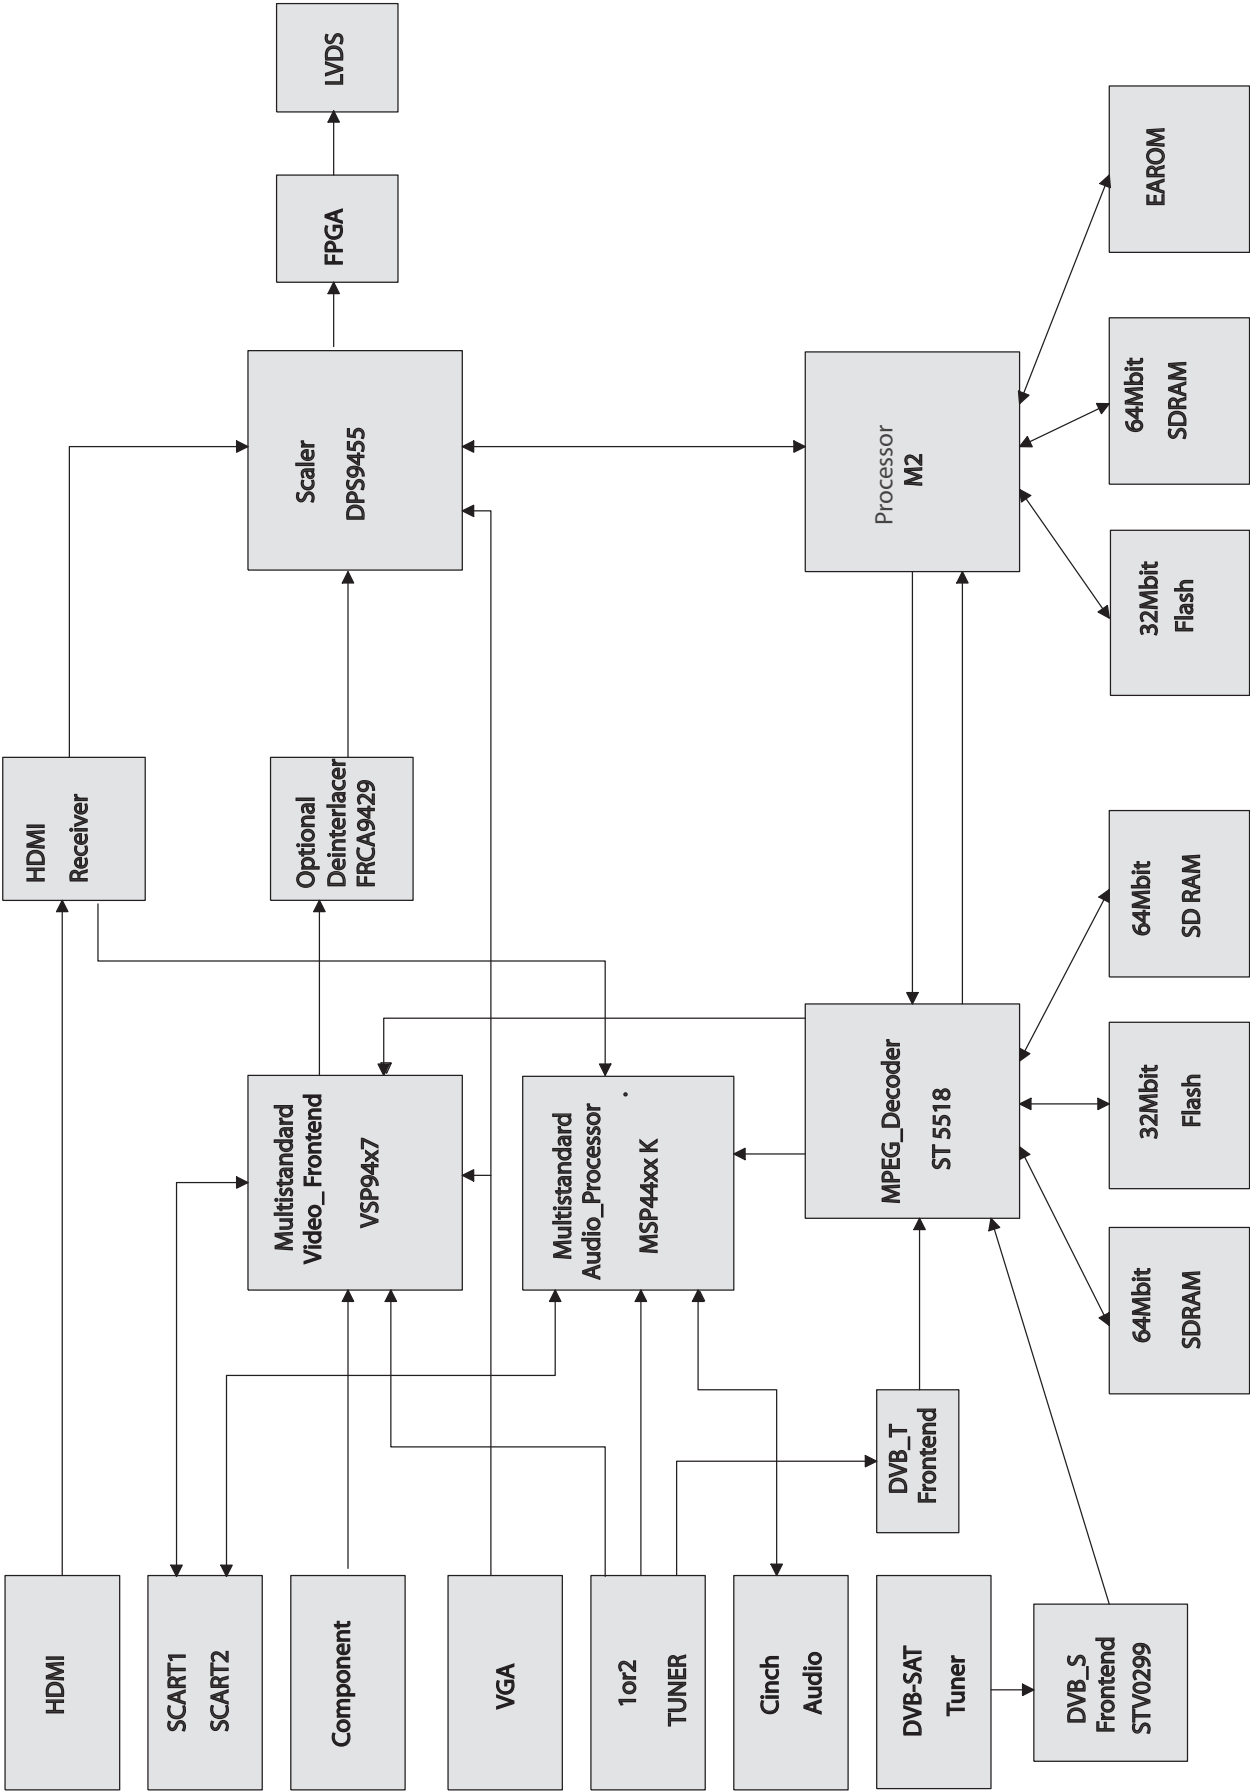 HDMI
SCART1
SCART2
Component
VGA
1or2
TUNER
Cinch
Audio
DVB-SAT
Tuner
DVB_S
Frontend
STV0299
DVB_T
Frontend
Multistandard
Video_Frontend
VSP94x7
Multistandard
Audio_Processor
MSP44xx K
MPEG_Decoder
ST 5518
64Mbit
SDRAM
32Mbit
Flash
64Mbit
SD RAM
HDMI
Receiver
Optional
Deinterlacer
FRCA9429
Scaler
DPS9455
Processor
M2
32Mbit
Flash
64Mbit
SDRAM
EAROM
FPGA
LVDS